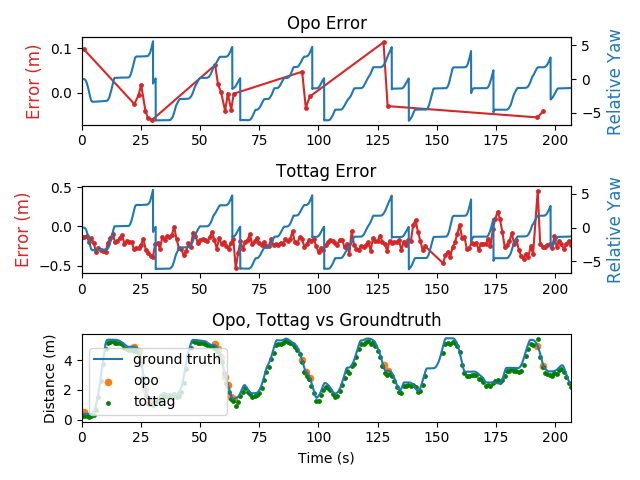 Opo Error
Error (m)
0.1
0.0
5
0
−5
Relative Yaw
0 25 50 75 100 125 150 175 200
Tottag Error
Error (m)
0.5
0.0
−0.5
5
0
−5
Relative Yaw
0 25 50 75 100 125 150 175 200
Opo, Tottag vs Groundtruth
Distance (m)
4
2
0
ground truth
opo
tottag
0 25 50 75 100 125 150 175 200
Time (s)